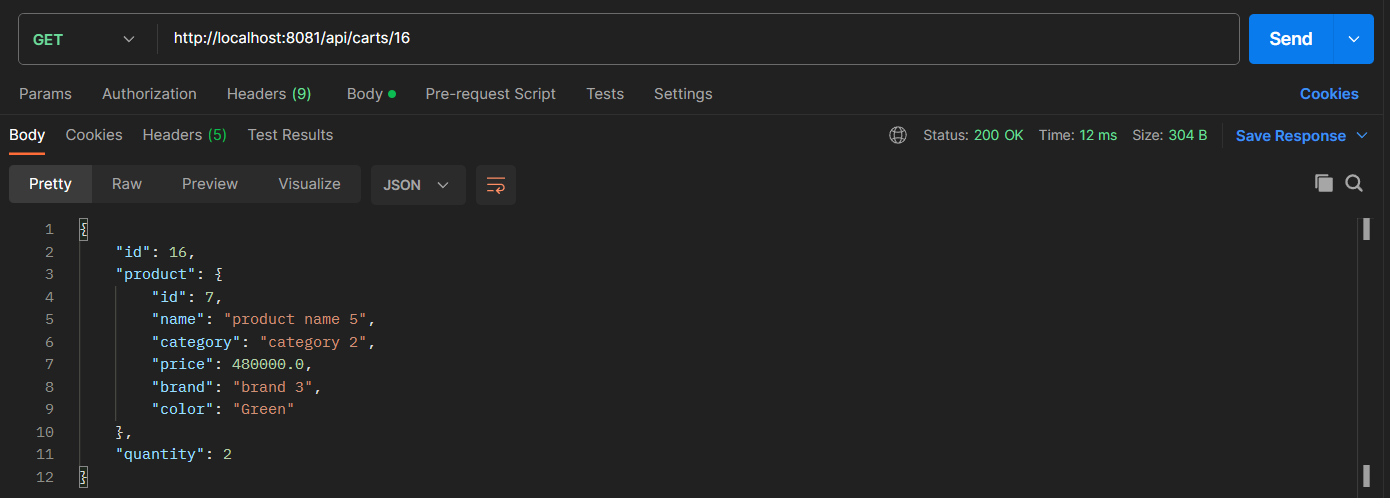 GET http://localhost:8081/api/carts/16 Send
Params Authorization Headers (9) Body Pre-request Script Tests Settings Cookies
Body Cookies Headers (5) Test Results Status: 200 OK Time: 12 ms Size: 304 B Save Response
Pretty Raw Preview Visualize JSON
1 {
2 "id": 16,
3 "product": {
4 "id": 7,
5 "name": "product name 5",
6 "category": "category 2",
7 "price": 480000.0,
8 "brand": "brand 3",
9 "color": "Green"
10 },
11 "quantity": 2
12 }